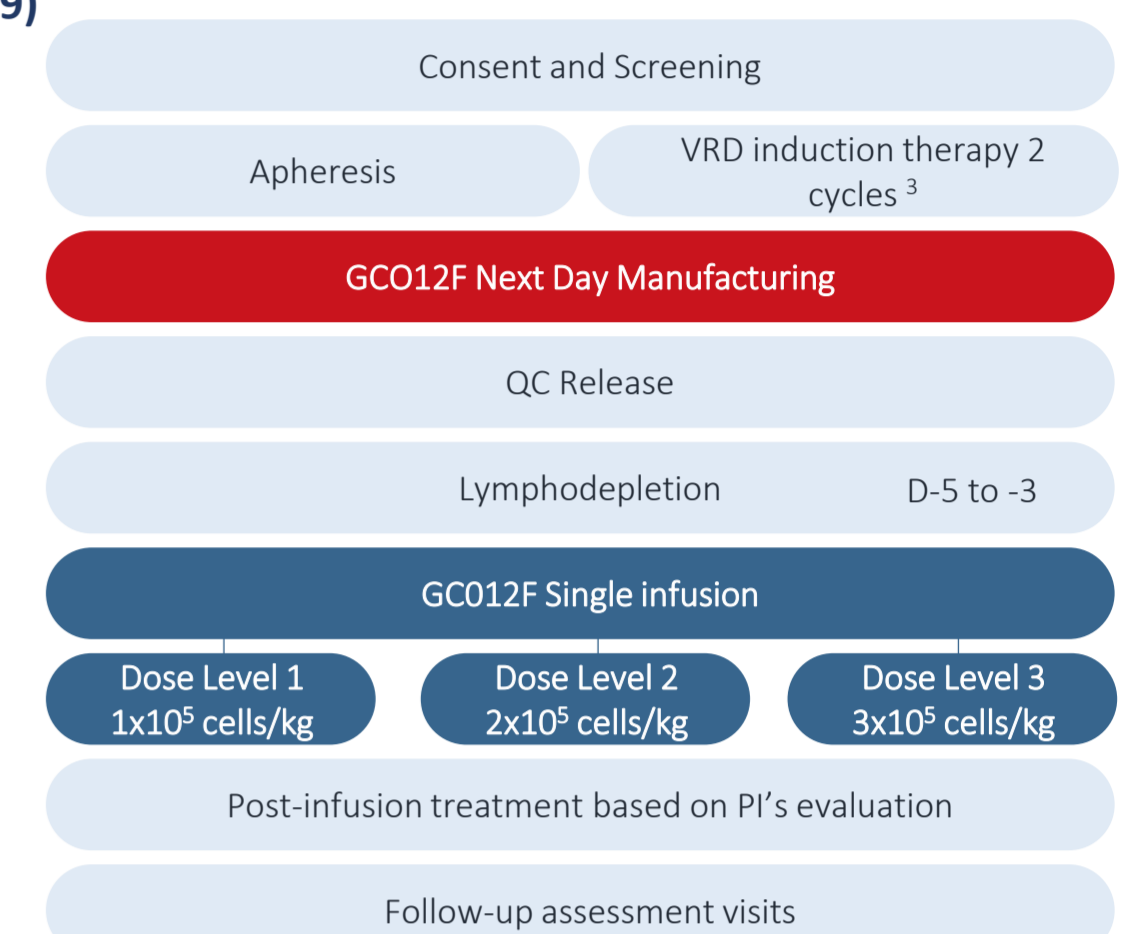 9)
Consent and Screening
Apheresis
VRD induction therapy 2
cycles ³
GCO12F Next Day Manufacturing
QC Release
Lymphodepletion D-5 to -3
GC012F Single infusion
Dose Level 1
1x10⁵ cells/kg
Dose Level 2
2x10⁵ cells/kg
Dose Level 3
3x10⁵ cells/kg
Post-infusion treatment based on PI’s evaluation
Follow-up assessment visits